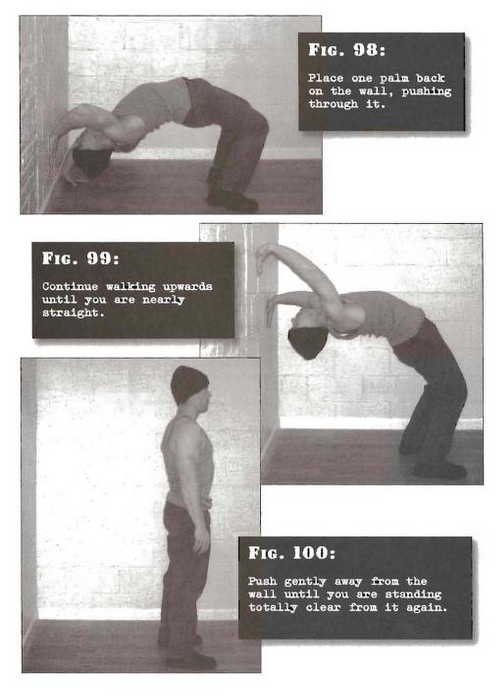 Fig. 98:
Place one palm back
on the wall, pushing
through it.
Fig. 99:
Continue walking upwards
until you are nearly
straight.
Fig. 100:
Push gently away from the
wall until you are standing
totally clear from it again.